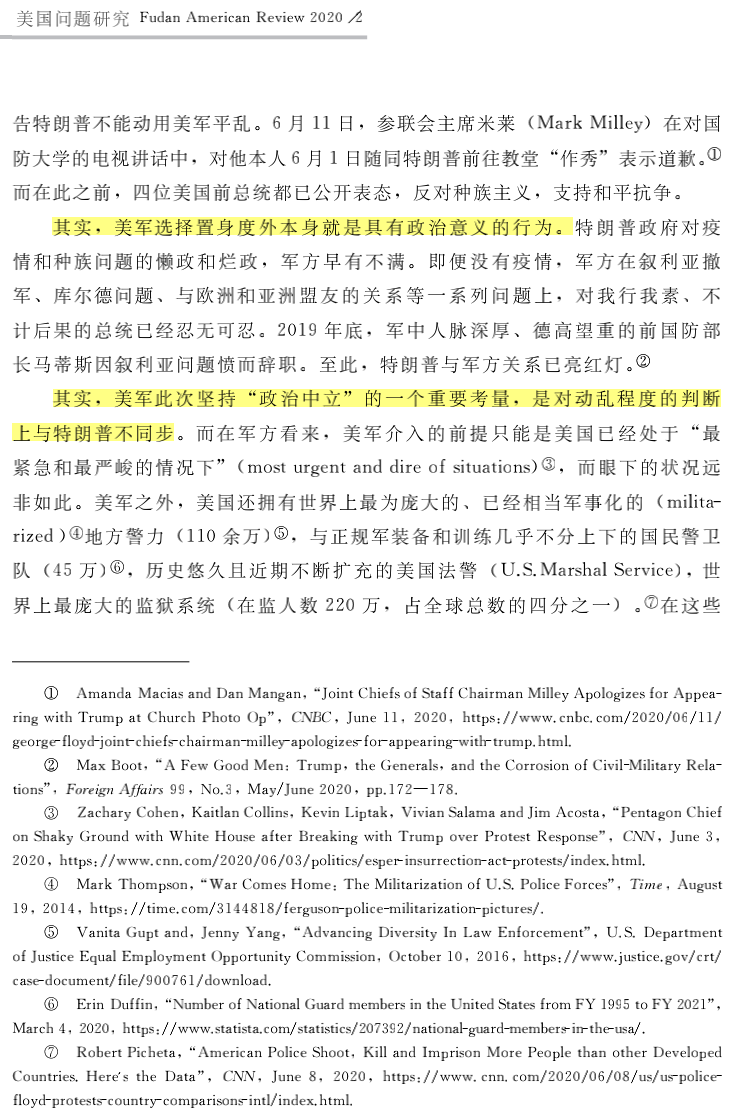 美国问题研究 Fudan American Review 2020 /2
告特朗普不能动用美军平乱。6 月 11 日，参联会主席米莱（Mark Milley）在对国
防大学的电视讲话中，对他本人 6 月 1 日随同特朗普前往教堂“作秀”表示道歉。①
而在此之前，四位美国前总统都已公开表态，反对种族主义，支持和平抗争。
其实，美军选择置身度外本身就是具有政治意义的行为。特朗普政府对疫
情和种族问题的懒政和烂政，军方早有不满。即便没有疫情，军方在叙利亚撤
军、库尔德问题、与欧洲和亚洲盟友的关系等一系列问题上，对我行我素、不
计后果的总统已经忍无可忍。2019 年底，军中人脉深厚、德高望重的前国防部
长马蒂斯因叙利亚问题愤而辞职。至此，特朗普与军方关系已亮红灯。②
其实，美军此次坚持“政治中立”的一个重要考量，是对动乱程度的判断
上与特朗普不同步。而在军方看来，美军介入的前提只能是美国已经处于“最
紧急和最严峻的情况下”（most urgent and dire of situations）③，而眼下的状况远
非如此。美军之外，美国还拥有世界上最为庞大的、已经相当军事化的（milita-
rized）④地方警力（110 余万）⑤，与正规军装备和训练几乎不分上下的国民警卫
队（45 万）⑥，历史悠久且近期不断扩充的美国法警（U.S.Marshal Service），世
界上最庞大的监狱系统（在监人数 220 万，占全球总数的四分之一）。⑦在这些
① Amanda Macias and Dan Mangan, “Joint Chiefs of Staff Chairman Milley Apologizes for Appea-
ring with Trump at Church Photo Op”, CNBC, June 11, 2020, https://www.cnbc.com/2020/06/11/
george-floyd-joint-chiefs-chairman-milley-apologizes-for-appearing-with-trump.html.
② Max Boot, “A Few Good Men: Trump, the Generals, and the Corrosion of Civil-Military Rela-
tions”, Foreign Affairs 99, No.3, May/June 2020, pp.172—178.
③ Zachary Cohen, Kaitlan Collins, Kevin Liptak, Vivian Salama and Jim Acosta, “Pentagon Chief
on Shaky Ground with White House after Breaking with Trump over Protest Response”, CNN, June 3,
2020, https://www.cnn.com/2020/06/03/politics/esper-insurrection-act-protests/index.html.
④ Mark Thompson, “War Comes Home: The Militarization of U.S. Police Forces”, Time, August
19, 2014, https://time.com/3144818/ferguson-police-militarization-pictures/.
⑤ Vanita Gupt and, Jenny Yang, “Advancing Diversity In Law Enforcement”, U.S. Department
of Justice Equal Employment Opportunity Commission, October 10, 2016, https://www.justice.gov/crt/
case-document/file/900761/download.
⑥ Erin Duffin, “Number of National Guard members in the United States from FY 1995 to FY 2021”,
March 4, 2020, https://www.statista.com/statistics/207392/national-guard-members-in-the-usa/.
⑦ Robert Picheta, “American Police Shoot, Kill and Imprison More People than other Developed
Countries. Here's the Data”, CNN, June 8, 2020, https://www.cnn.com/2020/06/08/us/us-police-
floyd-protests-country-comparisons-intl/index.html.